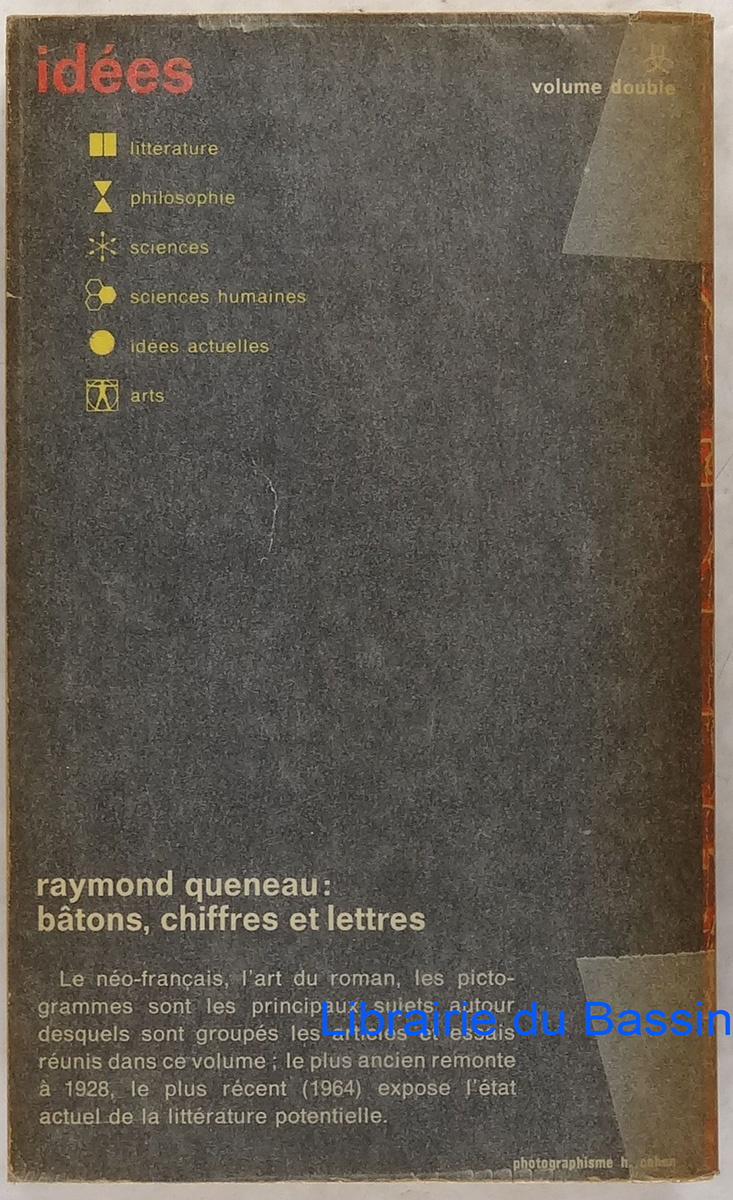 idées
volume double
littérature
philosophie
sciences
sciences humaines
idées actuelles
arts
raymond queneau:
bâtons, chiffres et lettres
Le néo-français, l'art du roman, les picto-
grammes sont les principaux sujets autour
desquels sont groupés les articles et essais
réunis dans ce volume ; le plus ancien remonte
à 1928, le plus récent (1964) expose l'état
actuel de la littérature potentielle.
Librairie du Bassin
photographisme h. cohen